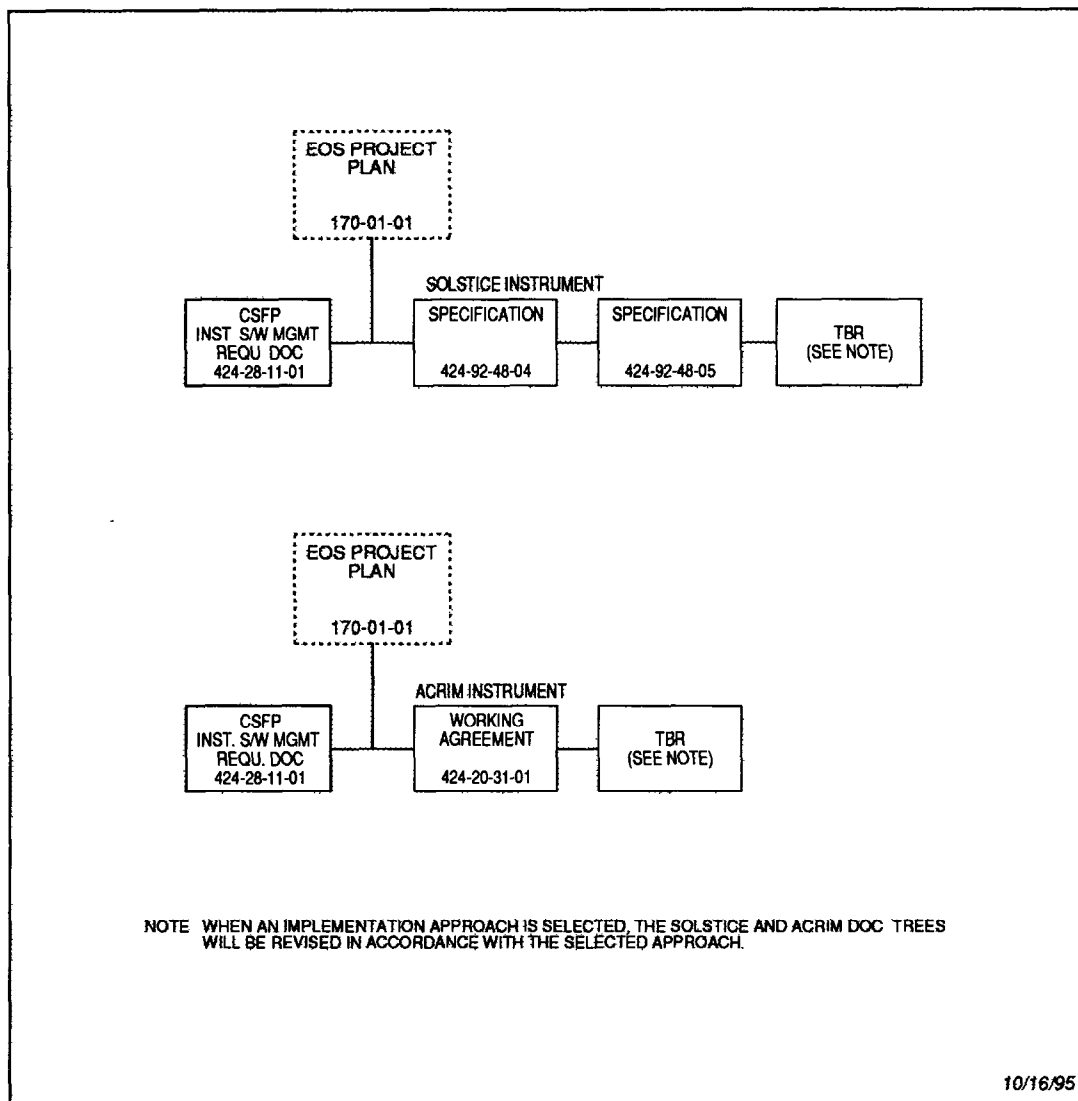 EOS PROJECT
PLAN
170-01-01
SOLSTICE INSTRUMENT
CSFP
INST. S/W MGMT
REQU DOC
424-28-11-01
SPECIFICATION
424-92-48-04
SPECIFICATION
424-92-48-05
TBR
(SEE NOTE)
EOS PROJECT
PLAN
170-01-01
ACRIM INSTRUMENT
CSFP
INST. S/W MGMT
REQU. DOC
424-28-11-01
WORKING
AGREEMENT
424-20-31-01
TBR
(SEE NOTE)
NOTE WHEN AN IMPLEMENTATION APPROACH IS SELECTED, THE SOLSTICE AND ACRIM DOC TREES
WILL BE REVISED IN ACCORDANCE WITH THE SELECTED APPROACH.
10/16/95